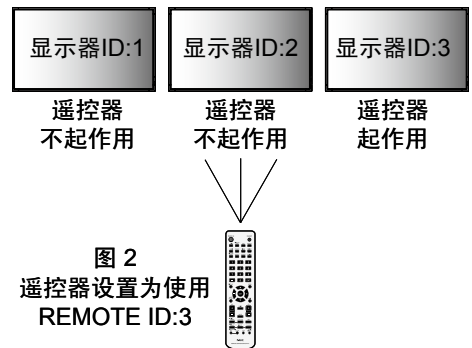 显示器ID:1 显示器ID:2 显示器ID:3
遥控器 遥控器 遥控器
不起作用 不起作用 起作用
图 2
遥控器设置为使用
REMOTE ID:3